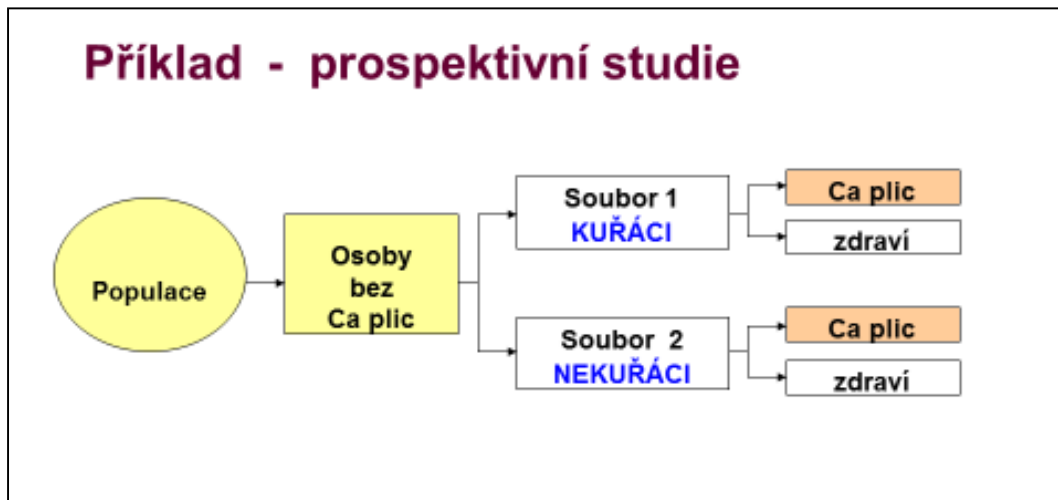 Příklad - prospektivní studie
Populace
Osoby
bez
Ca plic
Soubor 1
KUŘÁCI
Ca plic
zdraví
Soubor 2
NEKUŘÁCI
Ca plic
zdraví